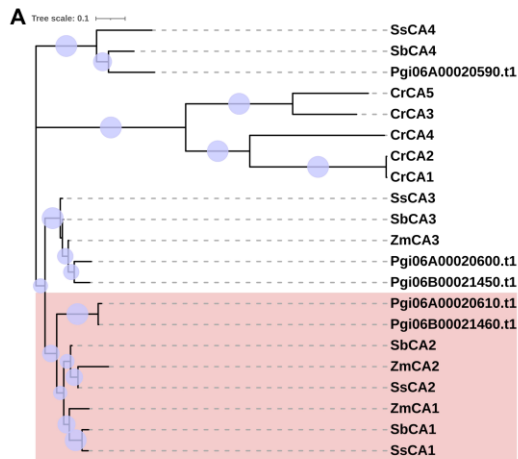 A
Tree scale: 0.1
SsCA4
SbCA4
Pgi06A00020590.t1
CrCA5
CrCA3
CrCA4
CrCA2
CrCA1
SsCA3
SbCA3
ZmCA3
Pgi06A00020600.t1
Pgi06B00021450.t1
Pgi06A00020610.t1
Pgi06B00021460.t1
SbCA2
ZmCA2
SsCA2
ZmCA1
SbCA1
SsCA1